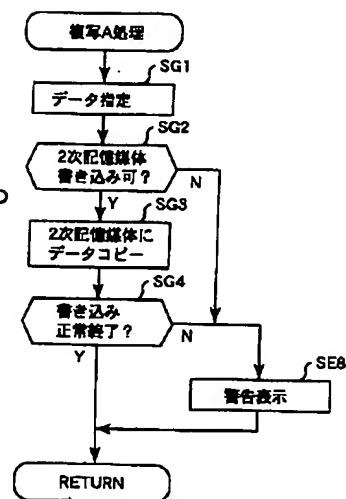 複写A処理
SG1
データ指定
SG2
2次記憶媒体
書き込み可?
N
Y
SG3
2次記憶媒体に
データコピー
SG4
書き込み
正常終了?
N
Y
SE8
警告表示
RETURN